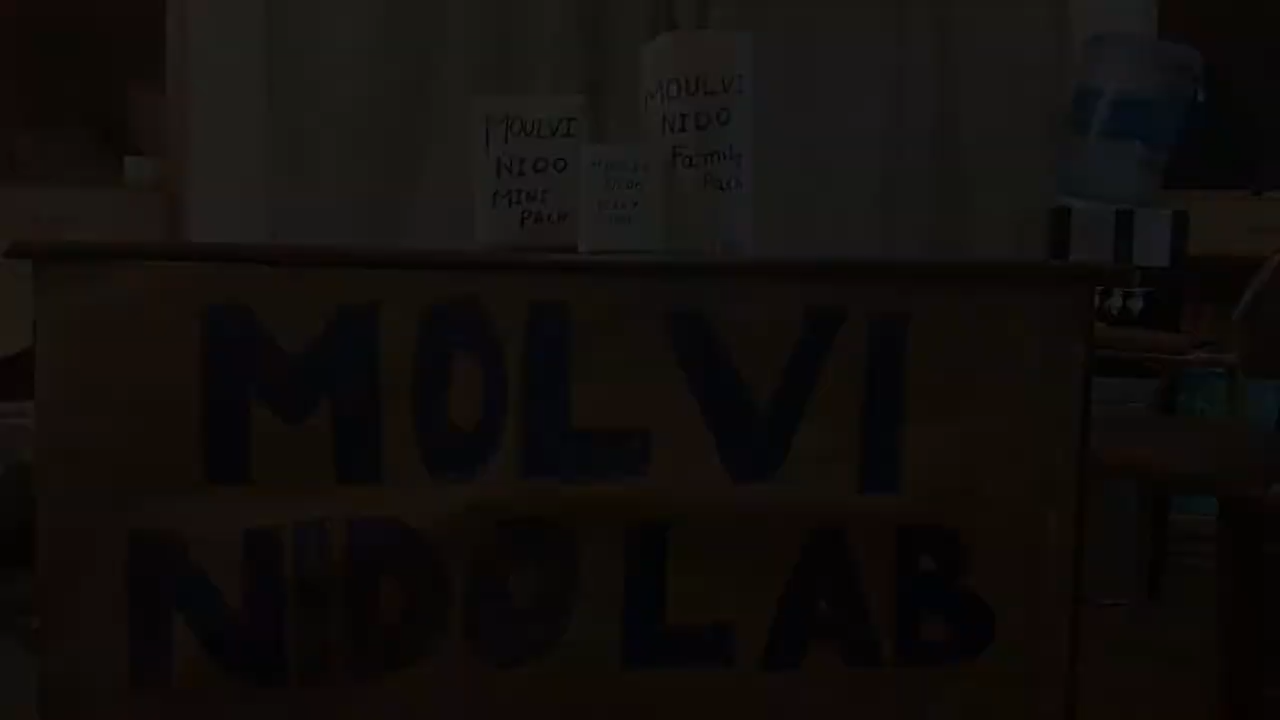 MOULVI
NIDO
MINI
PACK
MOULVI
NIDO
Family
Pack
MOLVI
NIDO LAB